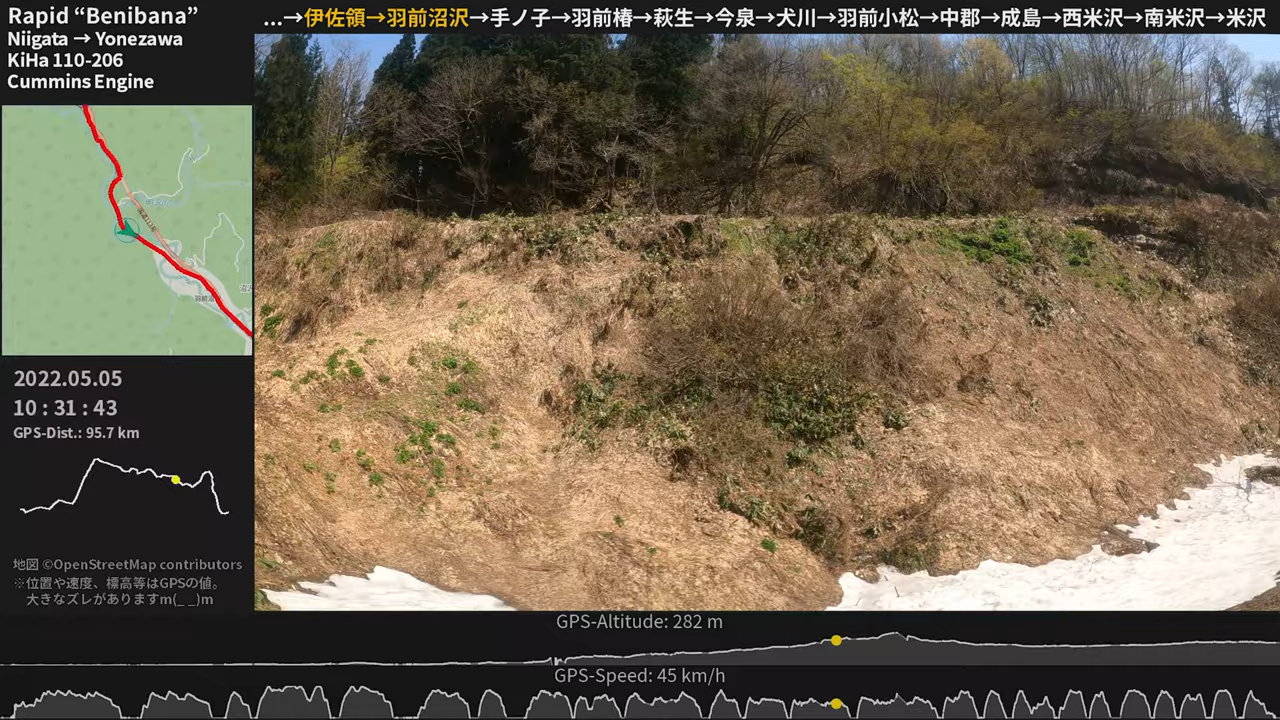 Rapid “Benibana”
Niigata → Yonezawa
KiHa 110-206
Cummins Engine
...→伊佐領→羽前沼沢→手ノ子→羽前椿→萩生→今泉→犬川→羽前小松→中郡→成島→西米沢→南米沢→米沢
2022.05.05
10 : 31 : 43
GPS-Dist.: 95.7 km
地図 ©OpenStreetMap contributors
※位置や速度、標高等はGPSの値。
大きなズレがありますm(_ _)m
GPS-Altitude: 282 m
GPS-Speed: 45 km/h